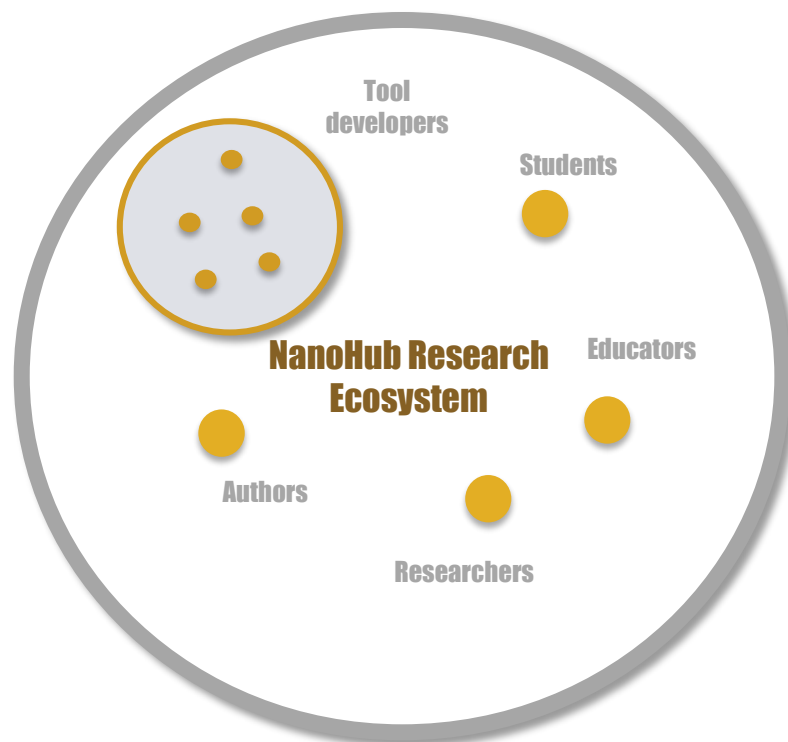 Tool
developers
Students
NanoHub Research
Ecosystem
Educators
Authors
Researchers